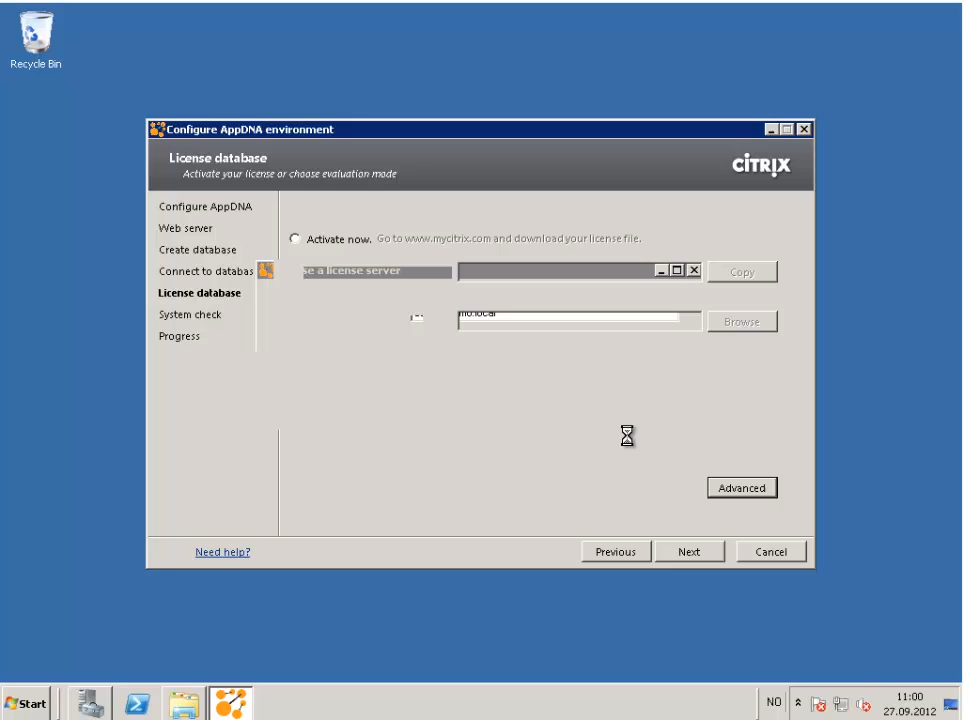 Recycle Bin
Configure AppDNA environment
License database
Activate your license or choose evaluation mode
CITRIX
Configure AppDNA
Web server
Create database
Connect to databas
License database
System check
Progress
Activate now. Go to www.mycitrix.com and download your license file.
se a license server
Copy
mo.local
Browse
Advanced
Need help?
Previous
Next
Cancel
Start
NO
11:00
27.09.2012